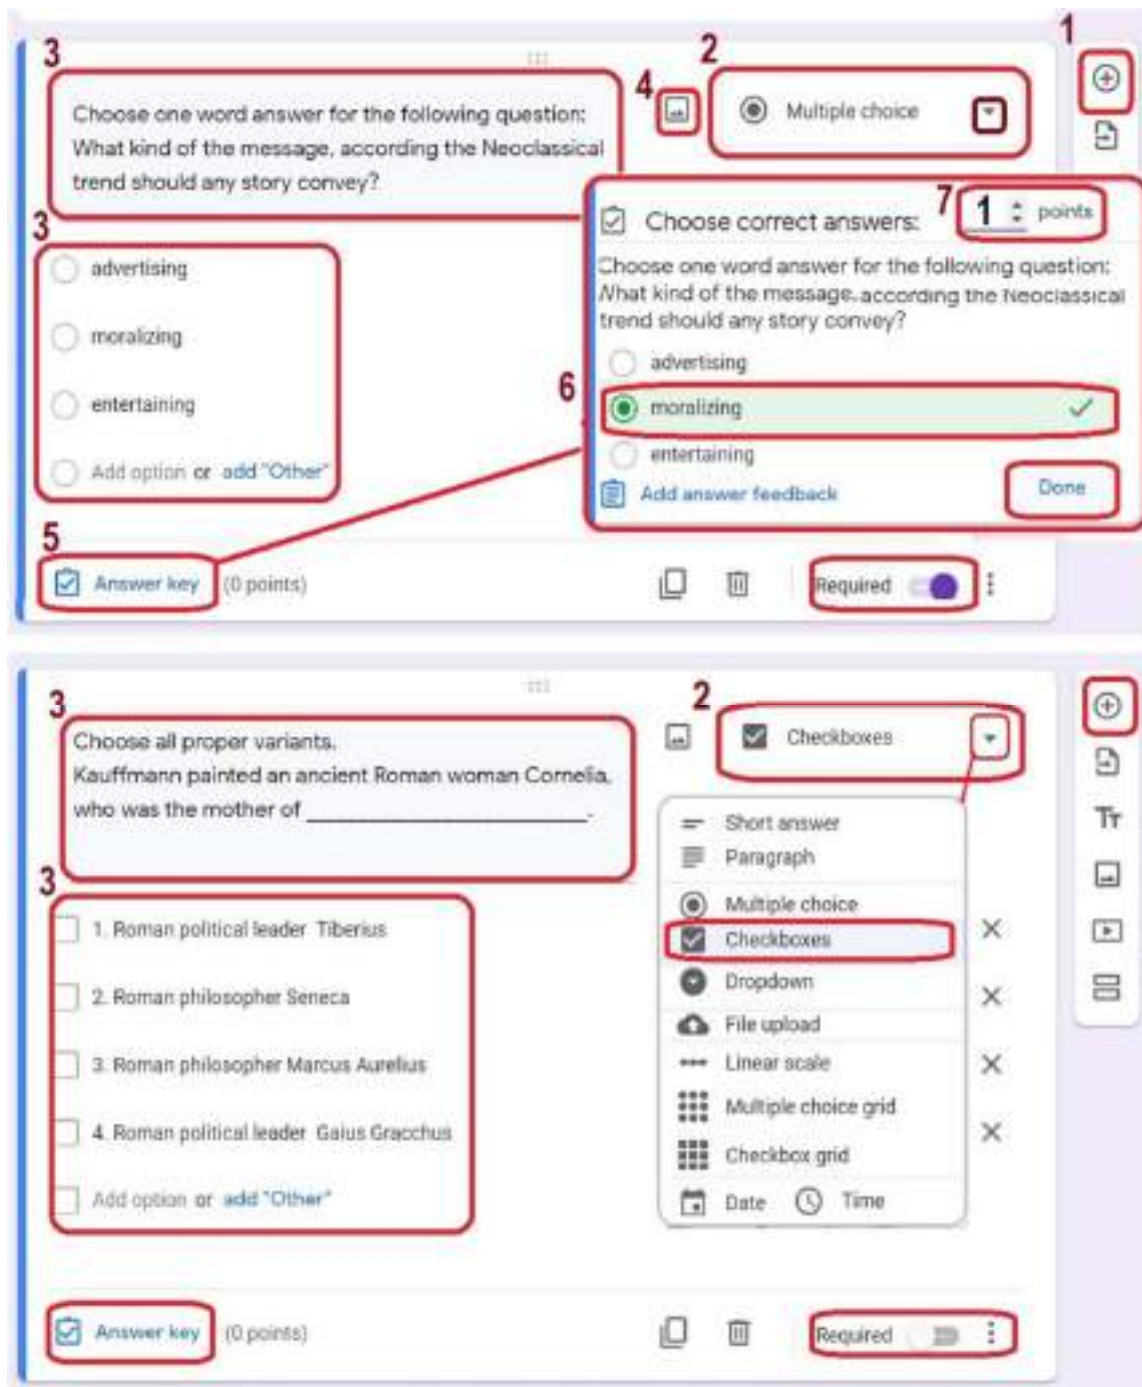 3
2
1
4
Choose one word answer for the following question:
What kind of the message, according the Neoclassical
trend should any story convey?
Multiple choice
3
advertising
moralizing
entertaining
Add option or add "Other"
7
Choose correct answers:
1 points
Choose one word answer for the following question:
What kind of the message, according the Neoclassical
trend should any story convey?
advertising
6
moralizing
entertaining
Add answer feedback
Done
5
Answer key (0 points)
Required
3
2
Choose all proper variants.
Kauffmann painted an ancient Roman woman Cornelia,
who was the mother of ____________________.
Checkboxes
3
1. Roman political leader Tiberius
2. Roman philosopher Seneca
3. Roman philosopher Marcus Aurelius
4. Roman political leader Gaius Gracchus
Add option or add "Other"
Short answer
Paragraph
Multiple choice
Checkboxes
Dropdown
File upload
Linear scale
Multiple choice grid
Checkbox grid
Date Time
Tт
Answer key (0 points)
Required